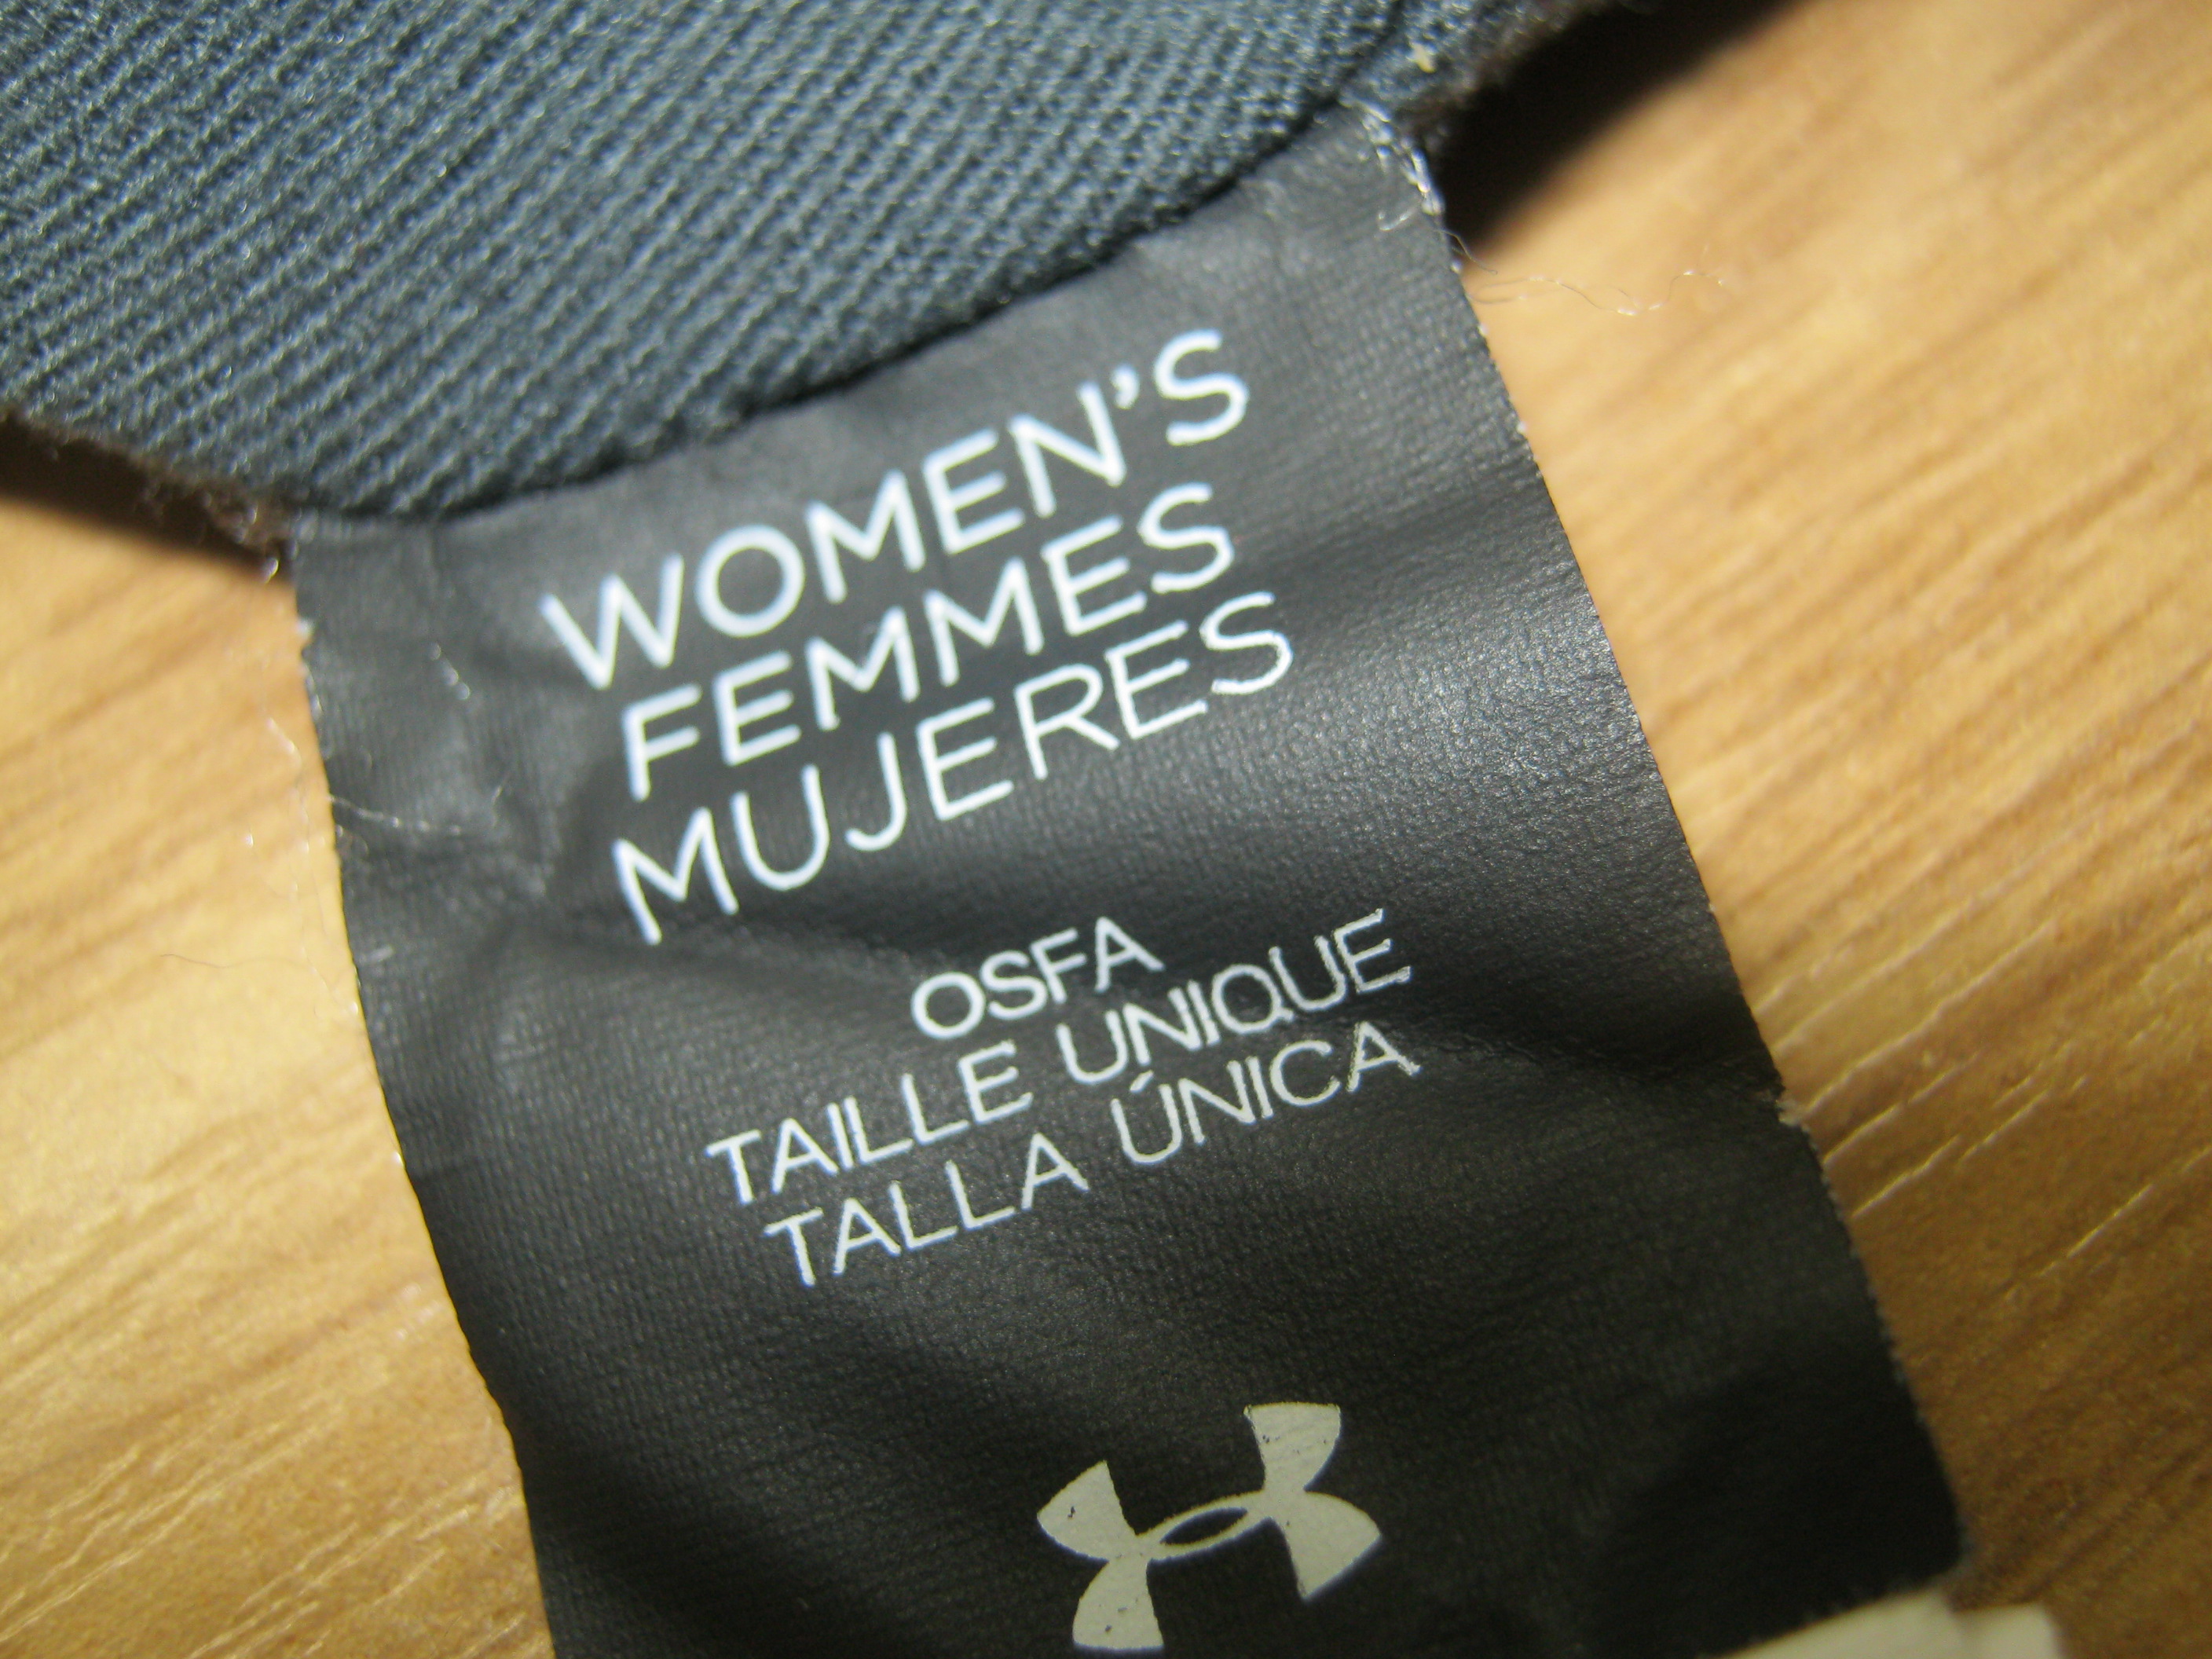 WOMEN'S
FEMMES
MUJERES
OSFA
TAILLE UNIQUE
TALLA ÚNICA